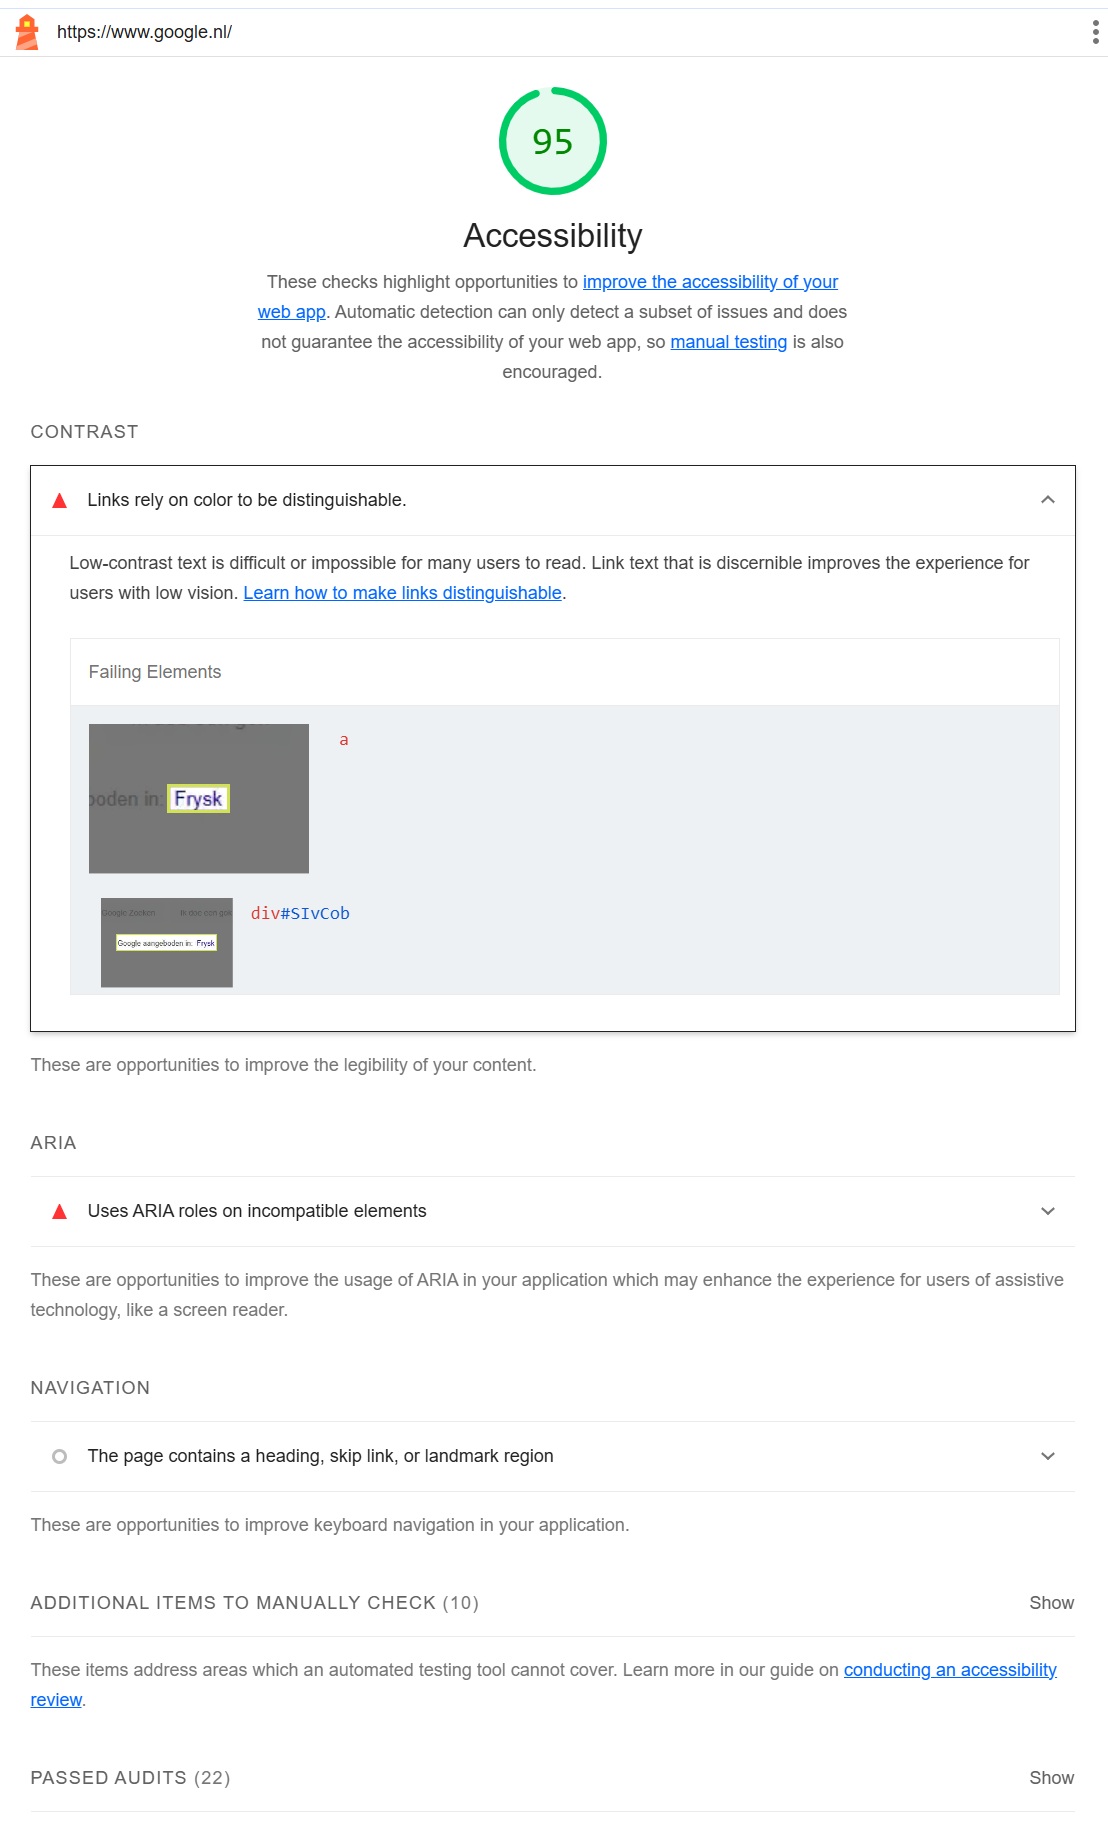 https://www.google.nl/
95
Accessibility
These checks highlight opportunities to improve the accessibility of your
web app. Automatic detection can only detect a subset of issues and does
not guarantee the accessibility of your web app, so manual testing is also
encouraged.
CONTRAST
Links rely on color to be distinguishable.
Low-contrast text is difficult or impossible for many users to read. Link text that is discernible improves the experience for
users with low vision. Learn how to make links distinguishable.
Failing Elements
a
boden in: Frysk
div#SIvCob
Google Zoeken Ik doe een gok
Google aangeboden in: Frysk
These are opportunities to improve the legibility of your content.
ARIA
Uses ARIA roles on incompatible elements
These are opportunities to improve the usage of ARIA in your application which may enhance the experience for users of assistive
technology, like a screen reader.
NAVIGATION
The page contains a heading, skip link, or landmark region
These are opportunities to improve keyboard navigation in your application.
ADDITIONAL ITEMS TO MANUALLY CHECK (10) Show
These items address areas which an automated testing tool cannot cover. Learn more in our guide on conducting an accessibility
review.
PASSED AUDITS (22) Show